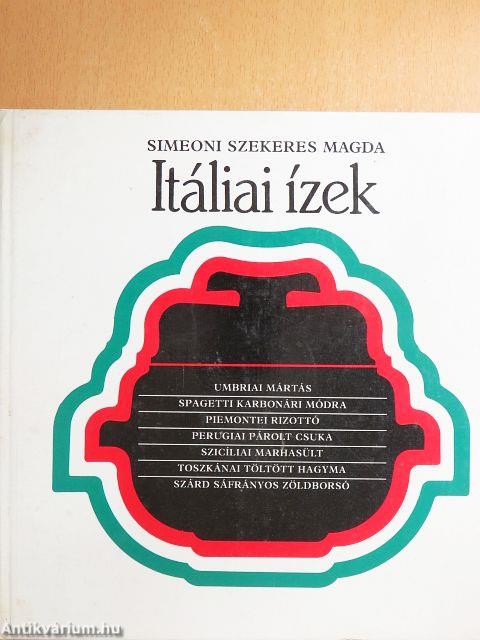 SIMEONI SZEKERES MAGDA
Itáliai ízek
UMBRIAI MÁRTÁS
SPAGETTI KARBONÁRI MÓDRA
PIEMONTEI RIZOTTÓ
PERUGIAI PÁROLT CSUKA
SZICÍLIAI MARHASÜLT
TOSZKÁNAI TÖLTÖTT HAGYMA
SZÁRD SÁFRÁNYOS ZÖLDBORSÓ
Antikvárium.hu